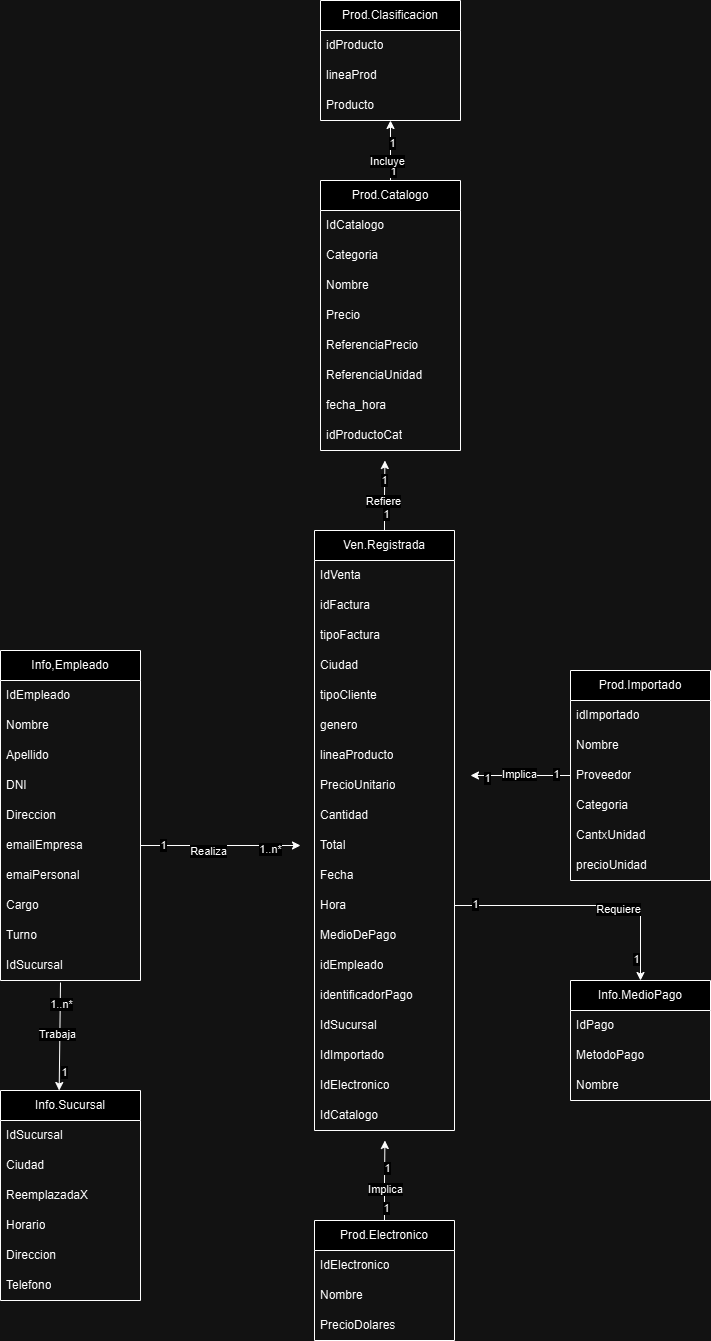 Prod.Clasificacion
idProducto
lineaProd
Producto
1
Incluye
1
Prod.Catalogo
IdCatalogo
Categoria
Nombre
Precio
ReferenciaPrecio
ReferenciaUnidad
fecha_hora
idProductoCat
1
Refiere
1
Ven.Registrada
IdVenta
idFactura
tipoFactura
Ciudad
tipoCliente
genero
lineaProducto
PrecioUnitario
Cantidad
Total
Fecha
Hora
MedioDePago
idEmpleado
identificadorPago
IdSucursal
IdImportado
IdElectronico
IdCatalogo
Info,Empleado
IdEmpleado
Nombre
Apellido
DNI
Direccion
emailEmpresa
emaiPersonal
Cargo
Turno
IdSucursal
1
Realiza
1..n*
1..n*
Trabaja
1
Info.Sucursal
IdSucursal
Ciudad
ReemplazadaX
Horario
Direccion
Telefono
Prod.Importado
idImportado
Nombre
Proveedor
Categoria
CantxUnidad
precioUnidad
1
Implica
1
1
Requiere
1
Info.MedioPago
IdPago
MetodoPago
Nombre
1
Implica
1
Prod.Electronico
IdElectronico
Nombre
PrecioDolares